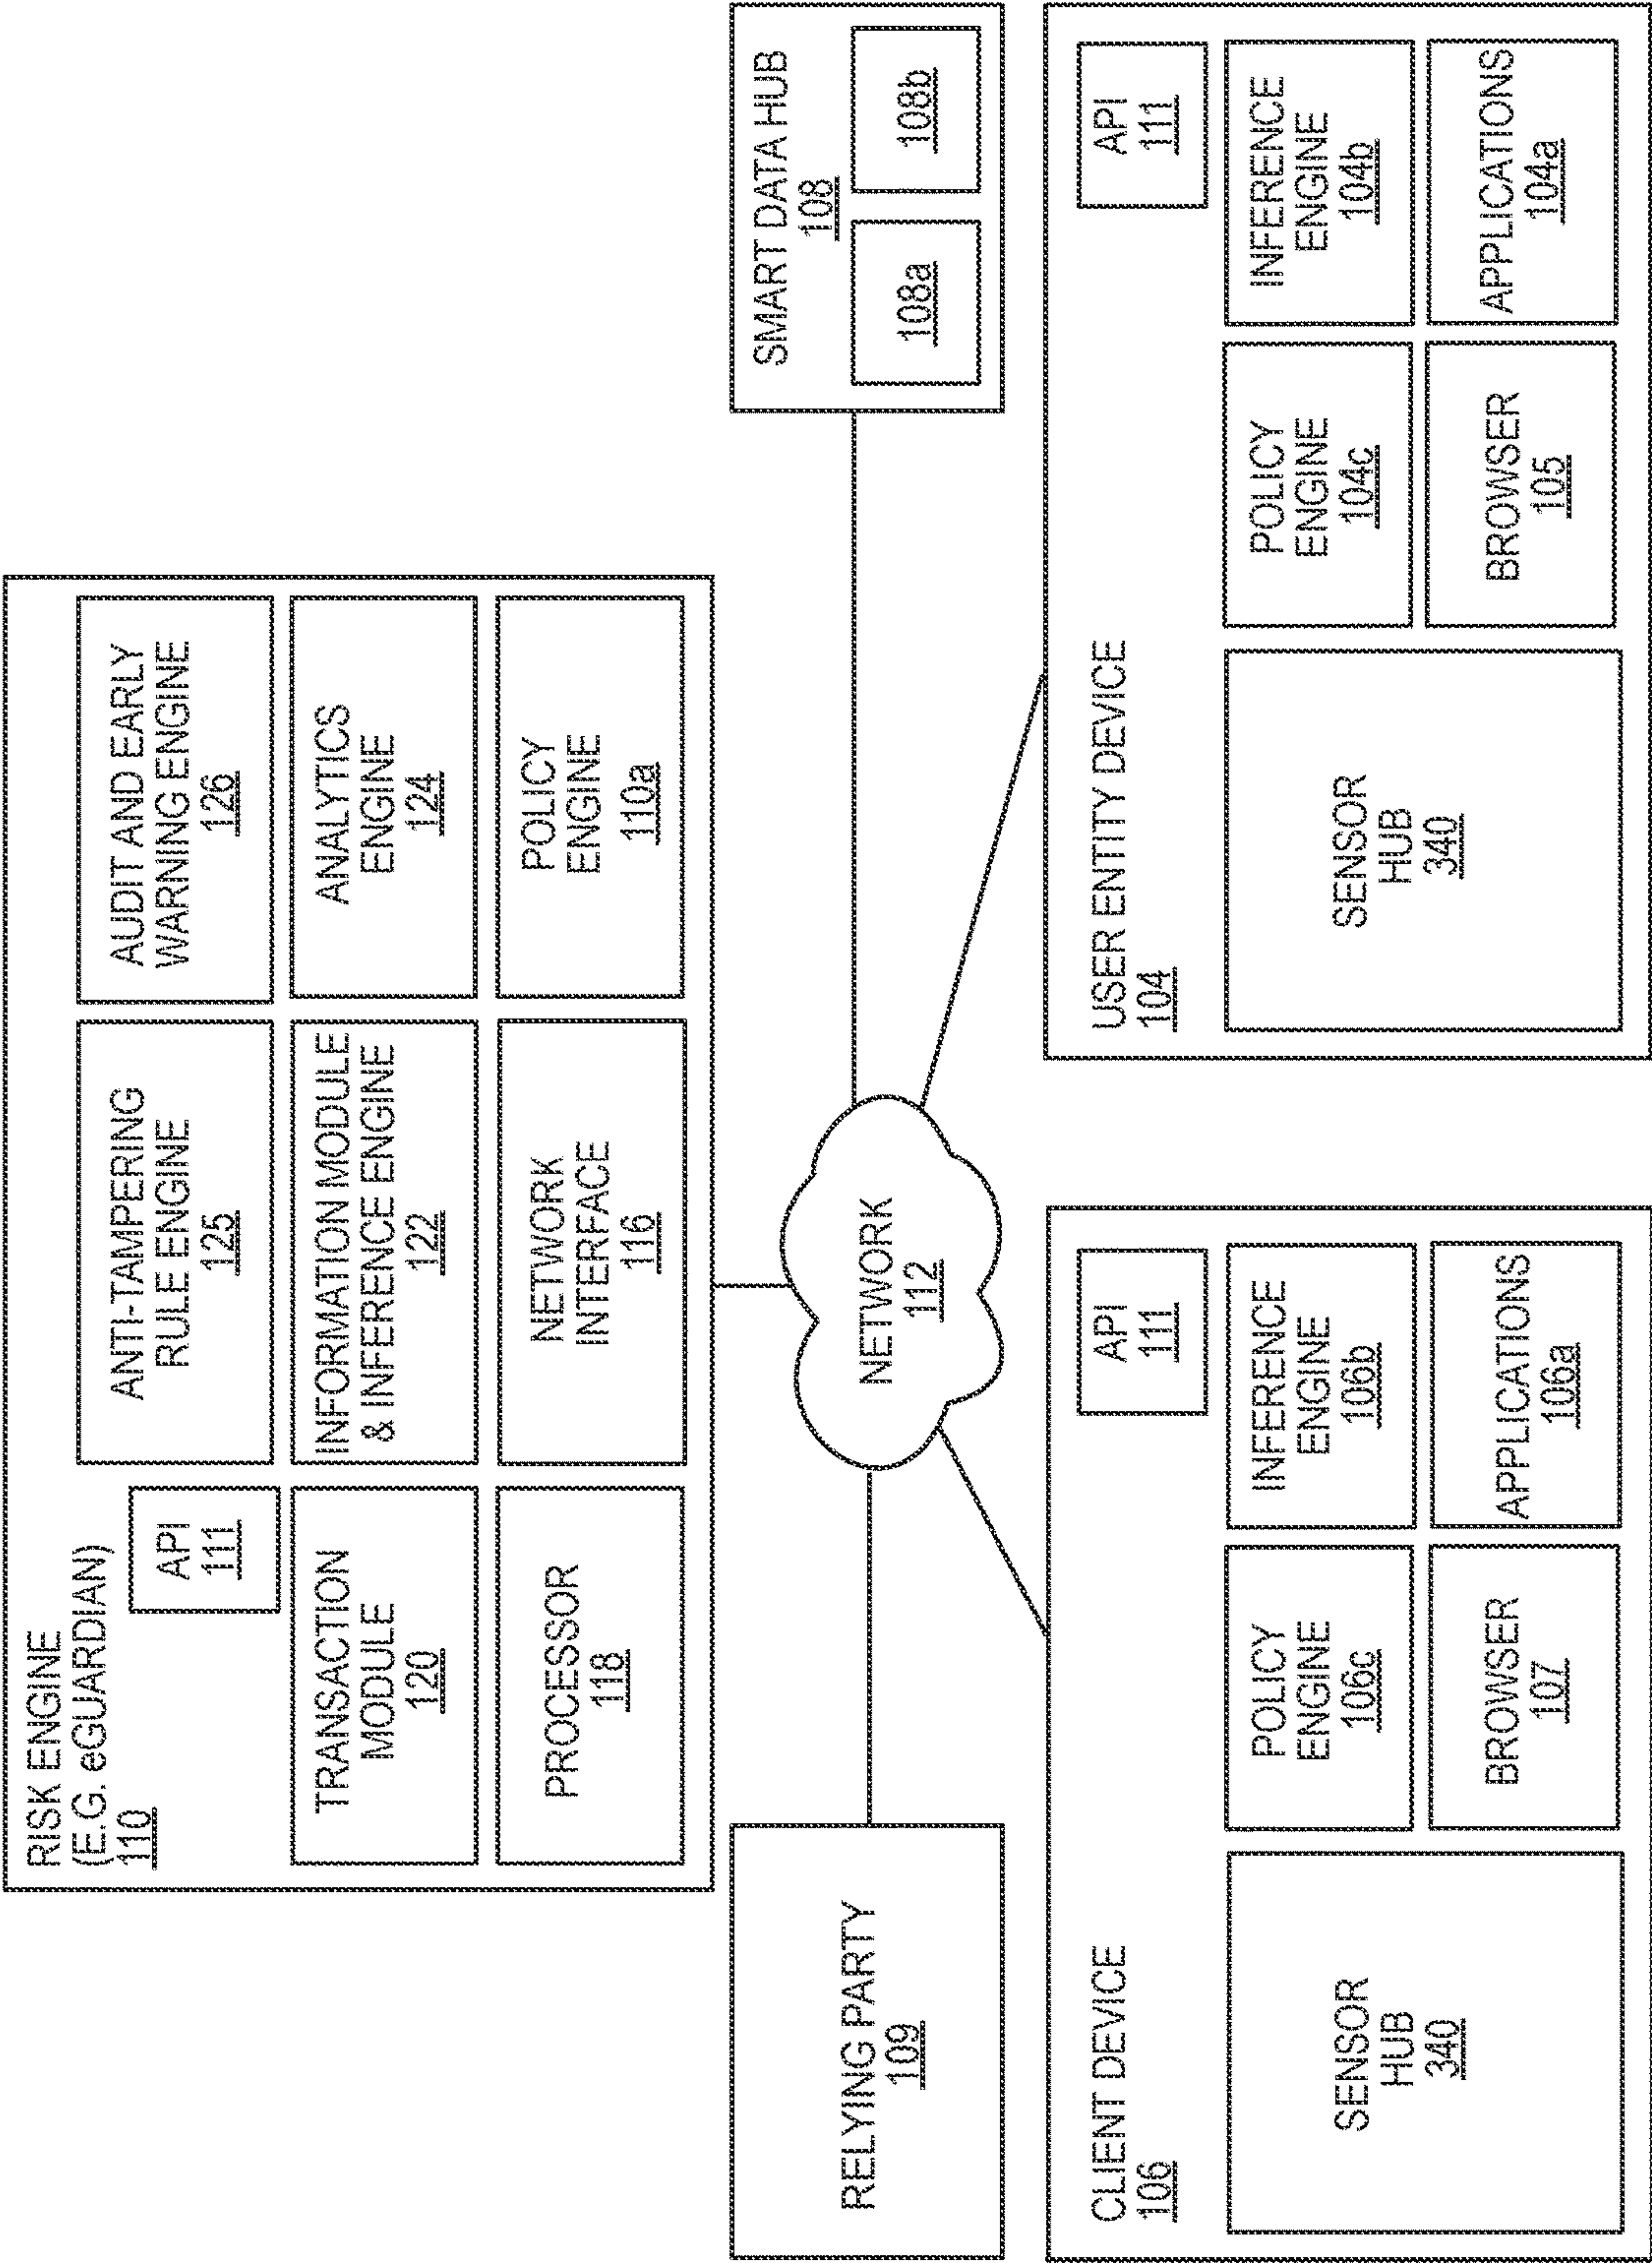 RISK ENGINE
(E.G. eGUARDIAN)
110
API
111
ANTI-TAMPERING
RULE ENGINE
125
AUDIT AND EARLY
WARNING ENGINE
126
TRANSACTION
MODULE
120
INFORMATION MODULE
& INFERENCE ENGINE
122
ANALYTICS
ENGINE
124
PROCESSOR
118
NETWORK
INTERFACE
116
POLICY
ENGINE
110a
RELYING PARTY
109
NETWORK
112
SMART DATA HUB
108
108a
108b
CLIENT DEVICE
106
API
111
SENSOR
HUB
340
POLICY
ENGINE
106c
INFERENCE
ENGINE
106b
BROWSER
107
APPLICATIONS
106a
USER ENTITY DEVICE
104
API
111
SENSOR
HUB
340
POLICY
ENGINE
104c
INFERENCE
ENGINE
104b
BROWSER
105
APPLICATIONS
104a